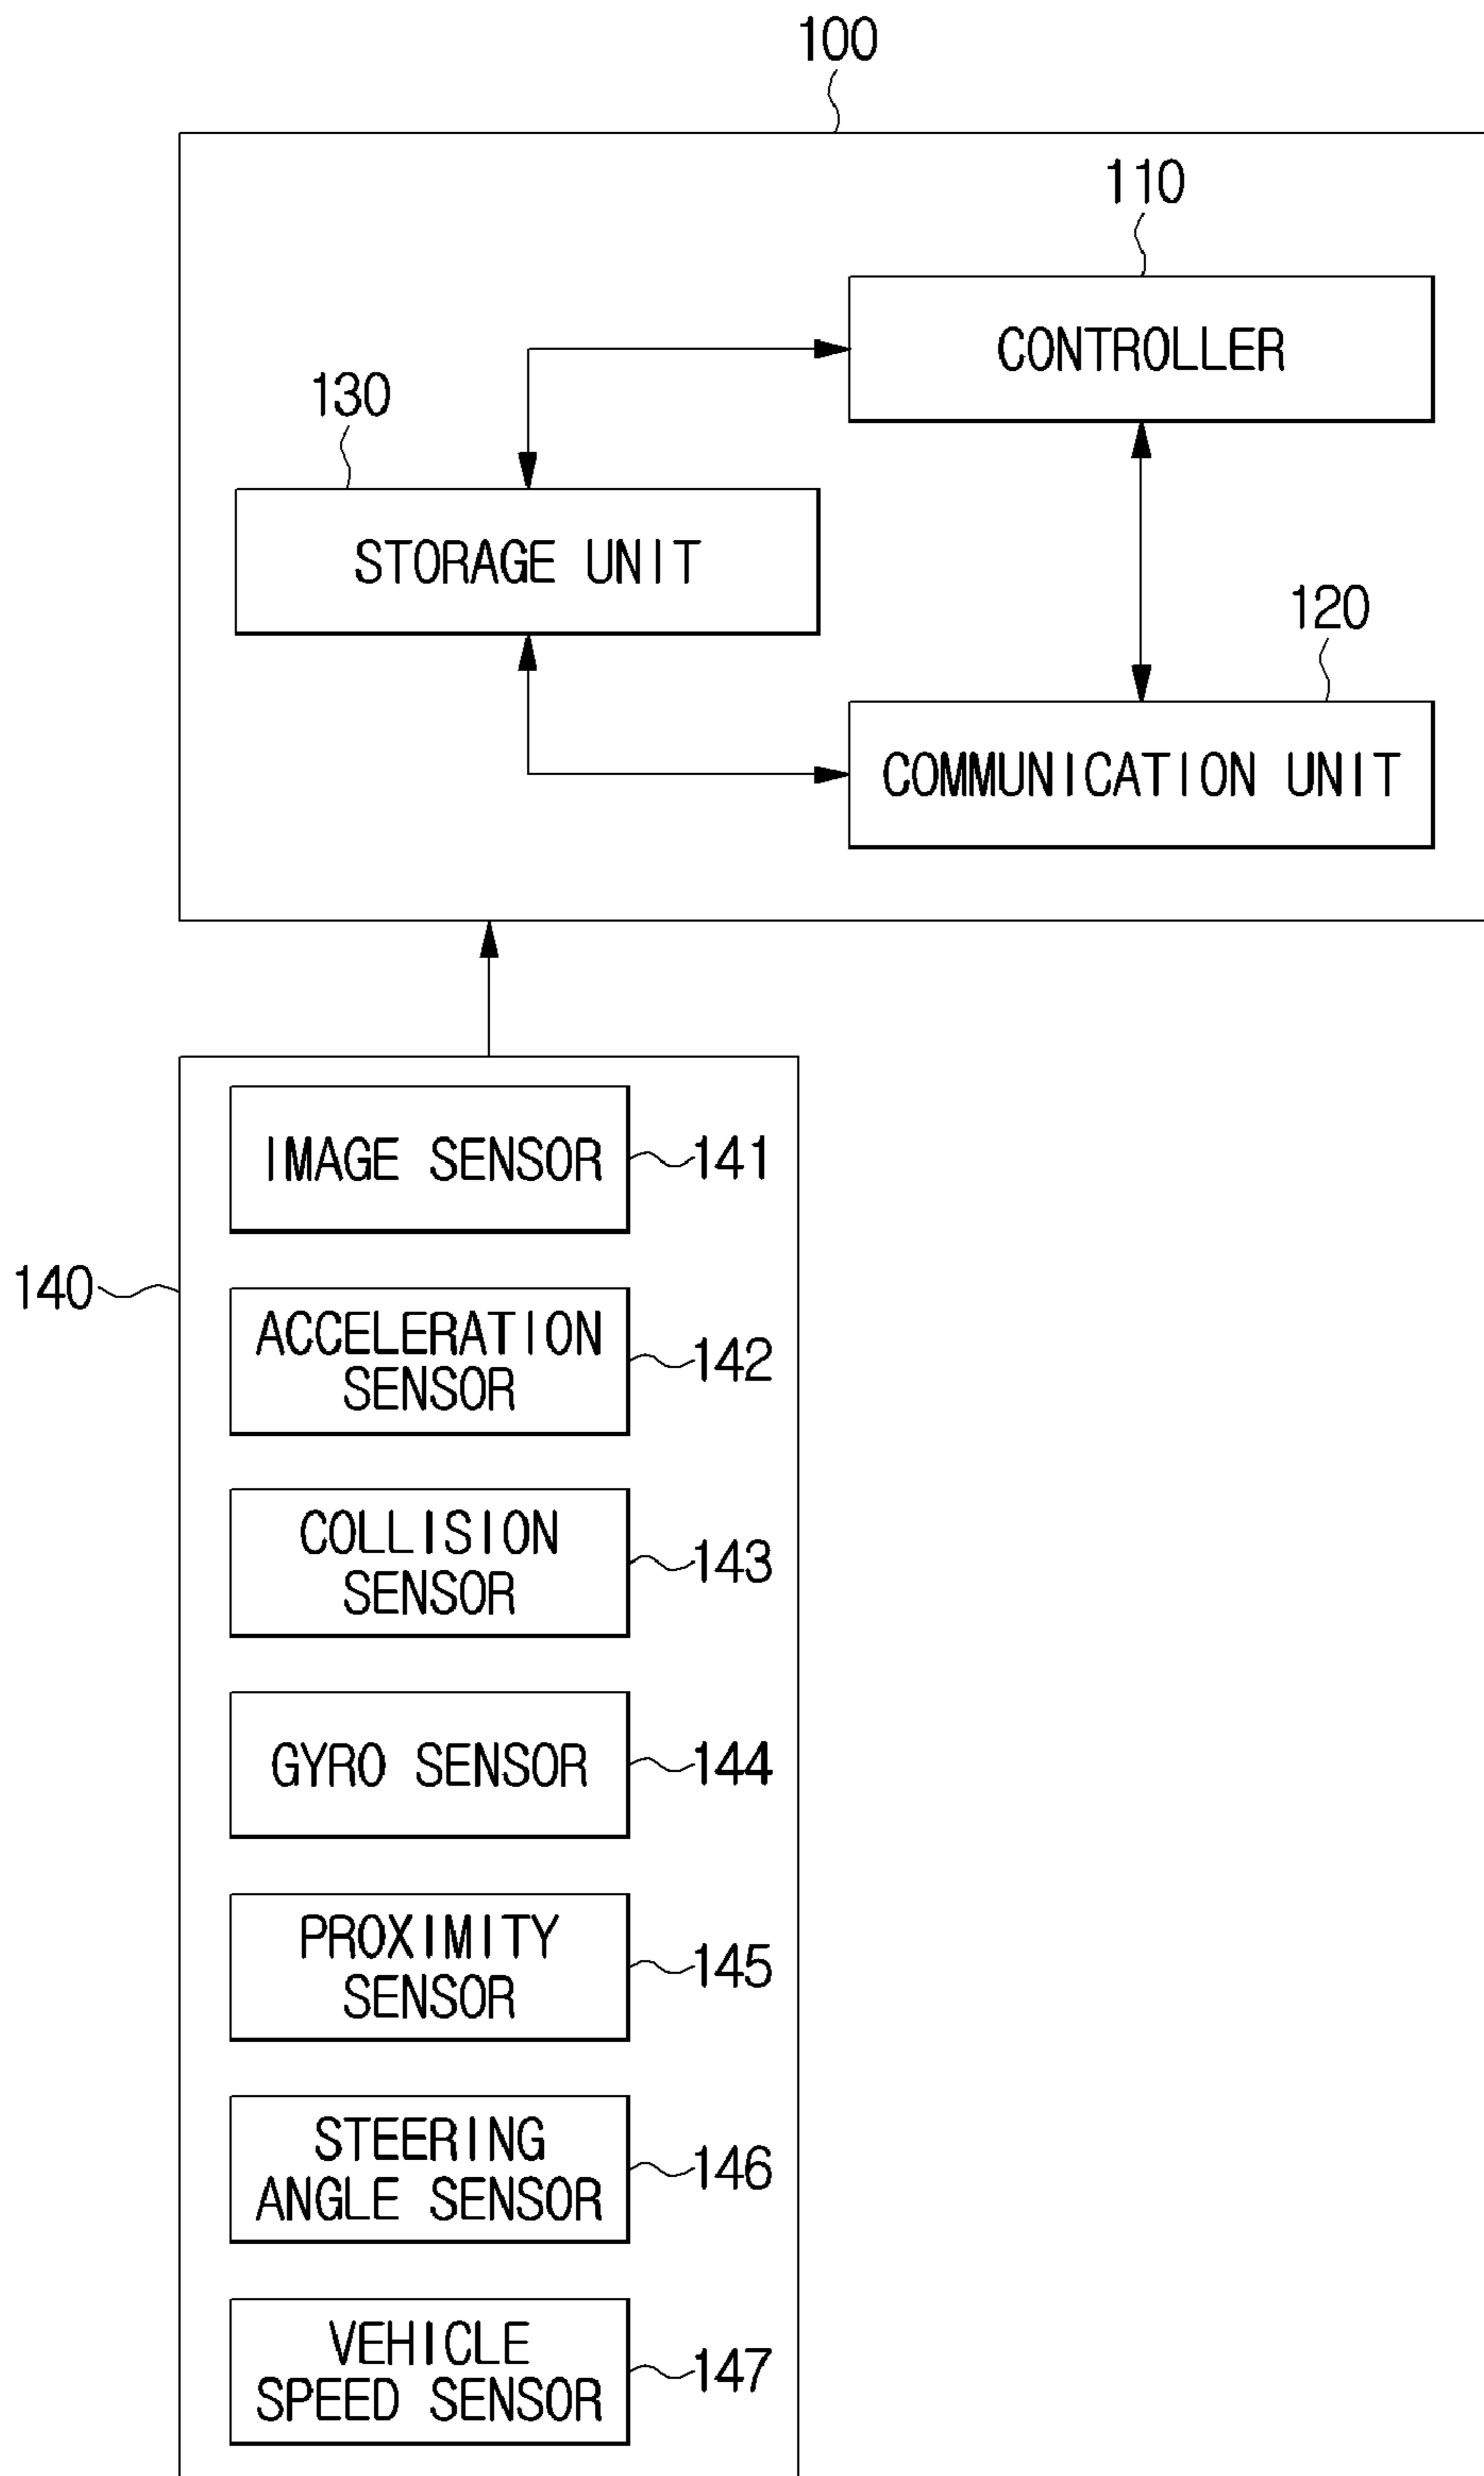 100
110
CONTROLLER
130
STORAGE UNIT
120
COMMUNICATION UNIT
IMAGE SENSOR
141
140
ACCELERATION
SENSOR
142
COLLISION
SENSOR
143
GYRO SENSOR
144
PROXIMITY
SENSOR
145
STEERING
ANGLE SENSOR
146
VEHICLE
SPEED SENSOR
147